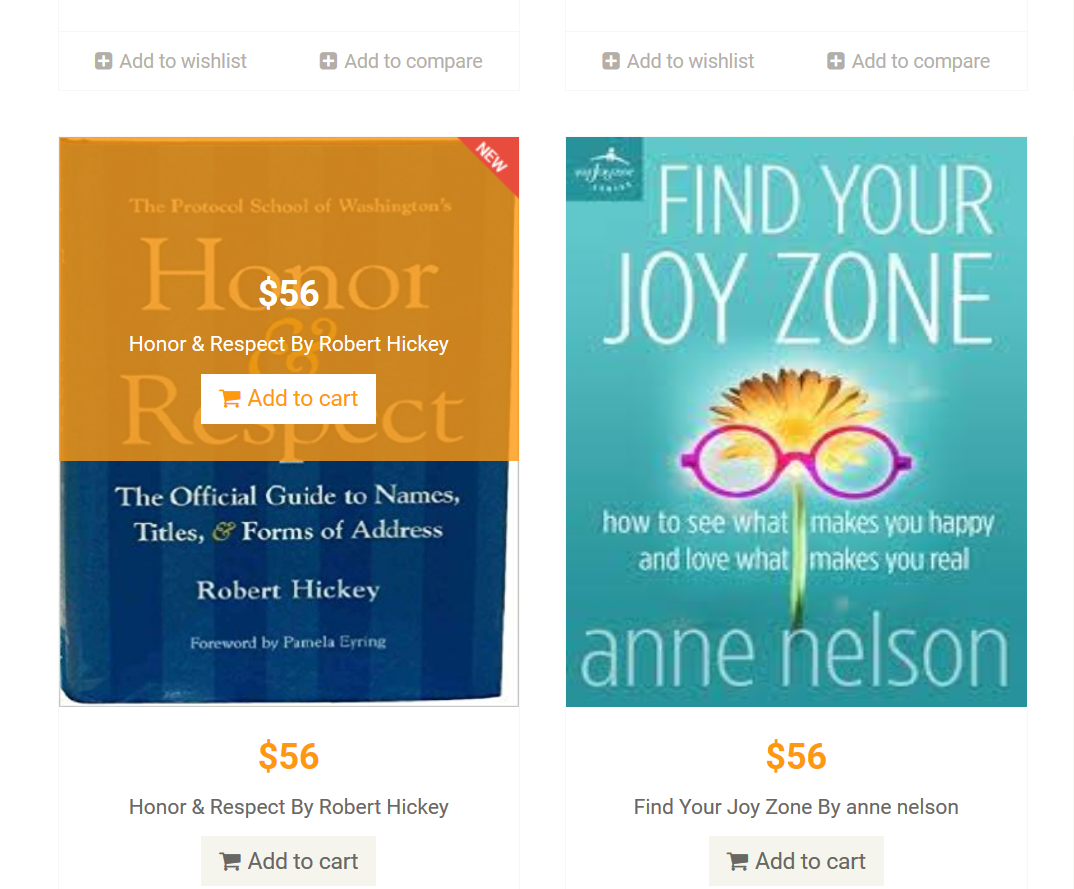 Add to wishlist
Add to compare
Add to wishlist
Add to compare
NEW
The Protocol School of Washington's
Honor
&
Respect
$56
Honor & Respect By Robert Hickey
Add to cart
The Official Guide to Names,
Titles, & Forms of Address
Robert Hickey
Foreword by Pamela Eyring
$56
Honor & Respect By Robert Hickey
Add to cart
myJoyzone
SERIES
FIND YOUR
JOY ZONE
how to see what makes you happy
and love what makes you real
anne nelson
$56
Find Your Joy Zone By anne nelson
Add to cart